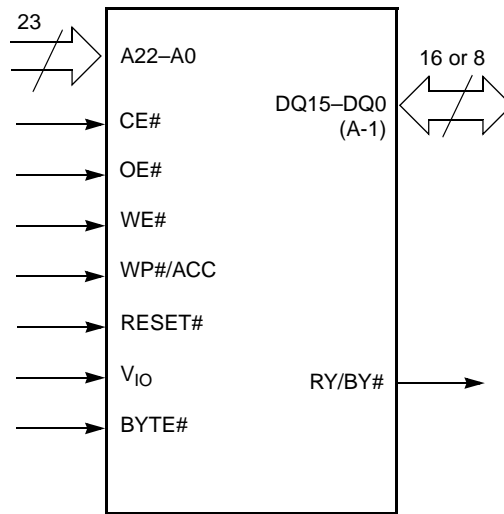 23
A22–A0
16 or 8
DQ15–DQ0
(A-1)
CE#
OE#
WE#
WP#/ACC
RESET#
VIO
RY/BY#
BYTE#